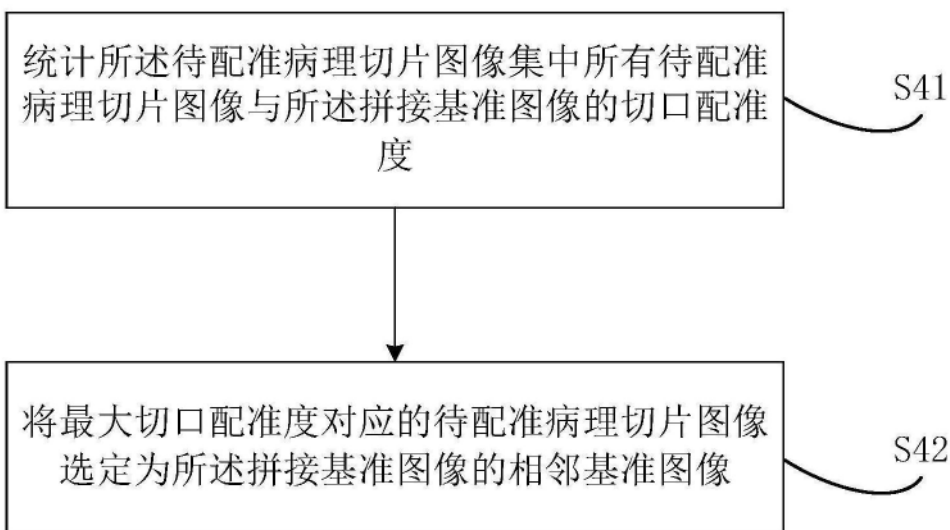 统计所述待配准病理切片图像集中所有待配准
病理切片图像与所述拼接基准图像的切口配准
度
S41
将最大切口配准度对应的待配准病理切片图像
选定为所述拼接基准图像的相邻基准图像
S42